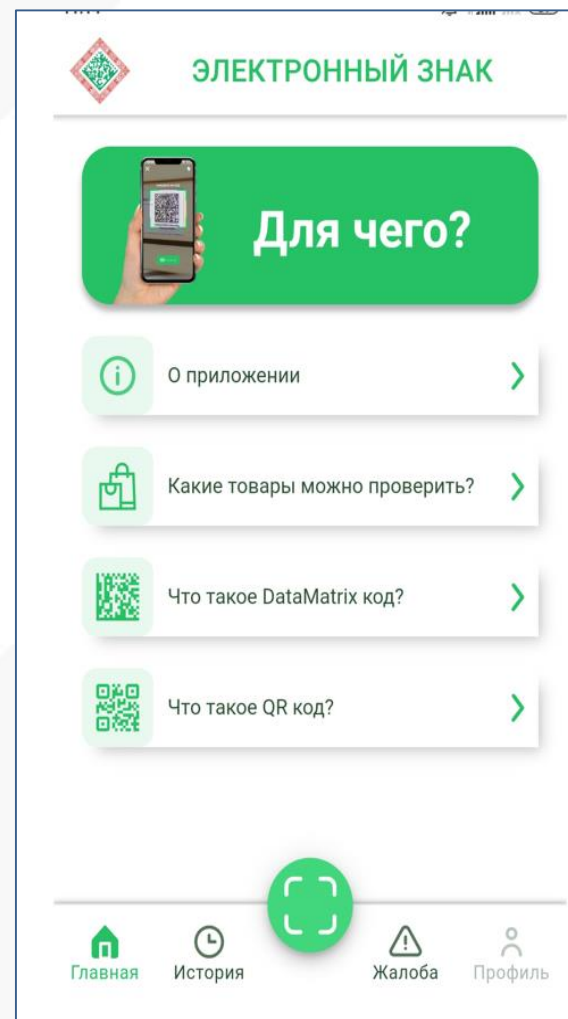 ЭЛЕКТРОННЫЙ ЗНАК
Для чего?
О приложении
Какие товары можно проверить?
Что такое DataMatrix код?
Что такое QR код?
Главная
История
Жалоба
Профиль